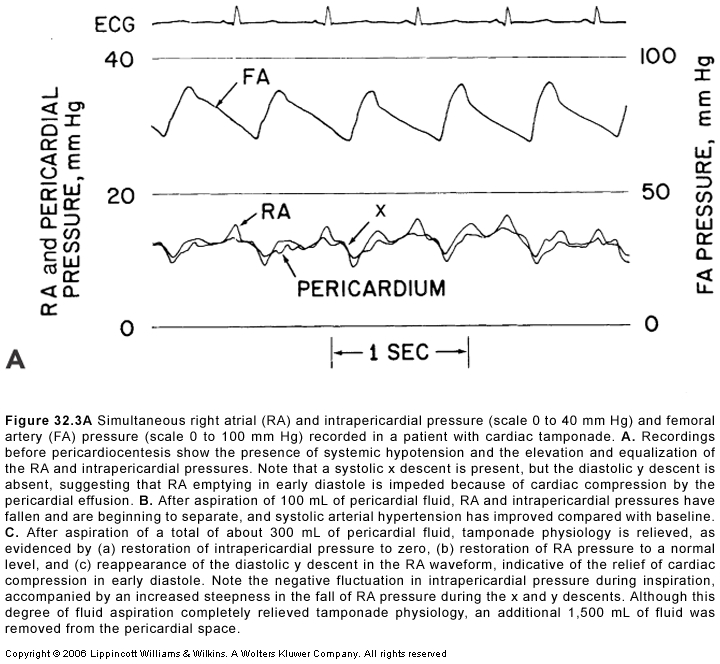 ECG
40
100
FA
RA and PERICARDIAL
PRESSURE, mm Hg
FA PRESSURE, mm Hg
20
50
RA
X
PERICARDIUM
0
0
1 SEC
A
Figure 32.3A Simultaneous right atrial (RA) and intrapericardial pressure (scale 0 to 40 mm Hg) and femoral
artery (FA) pressure (scale 0 to 100 mm Hg) recorded in a patient with cardiac tamponade. A. Recordings
before pericardiocentesis show the presence of systemic hypotension and the elevation and equalization of
the RA and intrapericardial pressures. Note that a systolic x descent is present, but the diastolic y descent is
absent, suggesting that RA emptying in early diastole is impeded because of cardiac compression by the
pericardial effusion. B. After aspiration of 100 mL of pericardial fluid, RA and intrapericardial pressures have
fallen and are beginning to separate, and systolic arterial hypertension has improved compared with baseline.
C. After aspiration of a total of about 300 mL of pericardial fluid, tamponade physiology is relieved, as
evidenced by (a) restoration of intrapericardial pressure to zero, (b) restoration of RA pressure to a normal
level, and (c) reappearance of the diastolic y descent in the RA waveform, indicative of the relief of cardiac
compression in early diastole. Note the negative fluctuation in intrapericardial pressure during inspiration,
accompanied by an increased steepness in the fall of RA pressure during the x and y descents. Although this
degree of fluid aspiration completely relieved tamponade physiology, an additional 1,500 mL of fluid was
removed from the pericardial space.
Copyright © 2006 Lippincott Williams & Wilkins. A Wolters Kluwer Company. All rights reserved